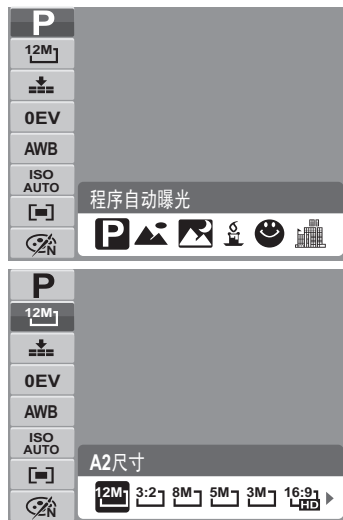 P
12M
0EV
AWB
ISO
AUTO
N
程序自动曝光
P
P
12M
0EV
AWB
ISO
AUTO
N
A2尺寸
12M 3:2 8M 5M 3M 16:9 HD